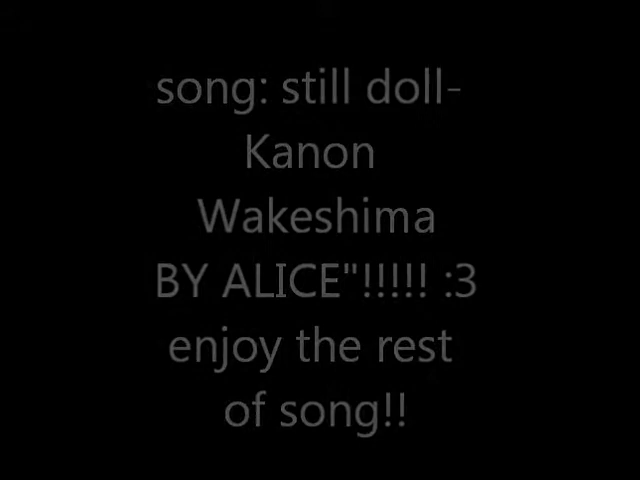 song: still doll-
Kanon
Wakeshima
BY ALICE"!!!!! :3
enjoy the rest
of song!!